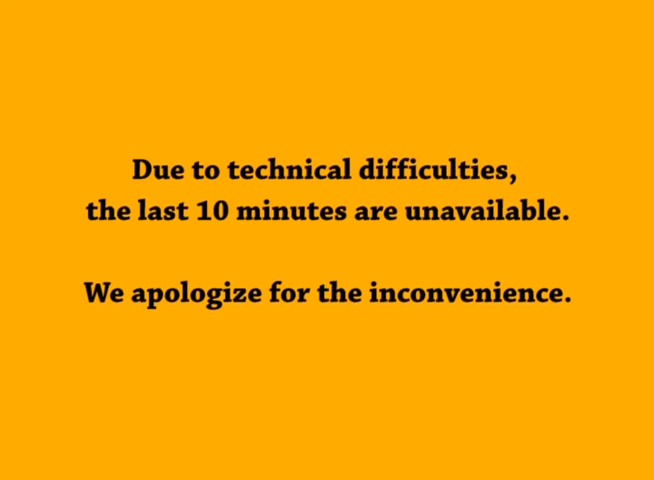 Due to technical difficulties,
the last 10 minutes are unavailable.
We apologize for the inconvenience.